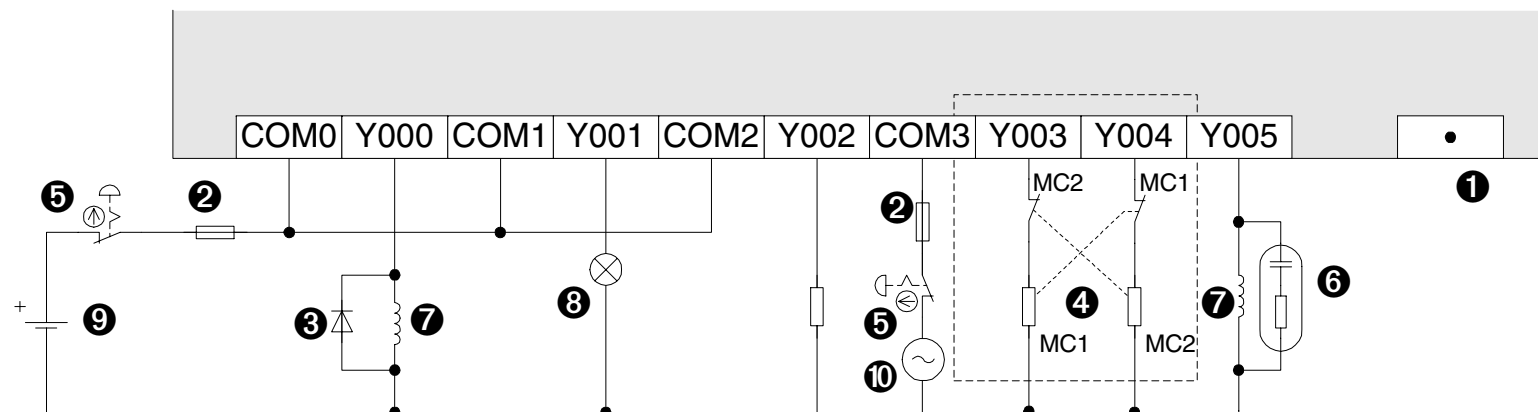 COM0 Y000 COM1 Y001 COM2 Y002 COM3 Y003 Y004 Y005
❶
❺ ❷ ❷ MC2 MC1
+ ❾ ❸ ❼ ❽ ❺ ❹ ❼ ❻
❿ MC1 MC2